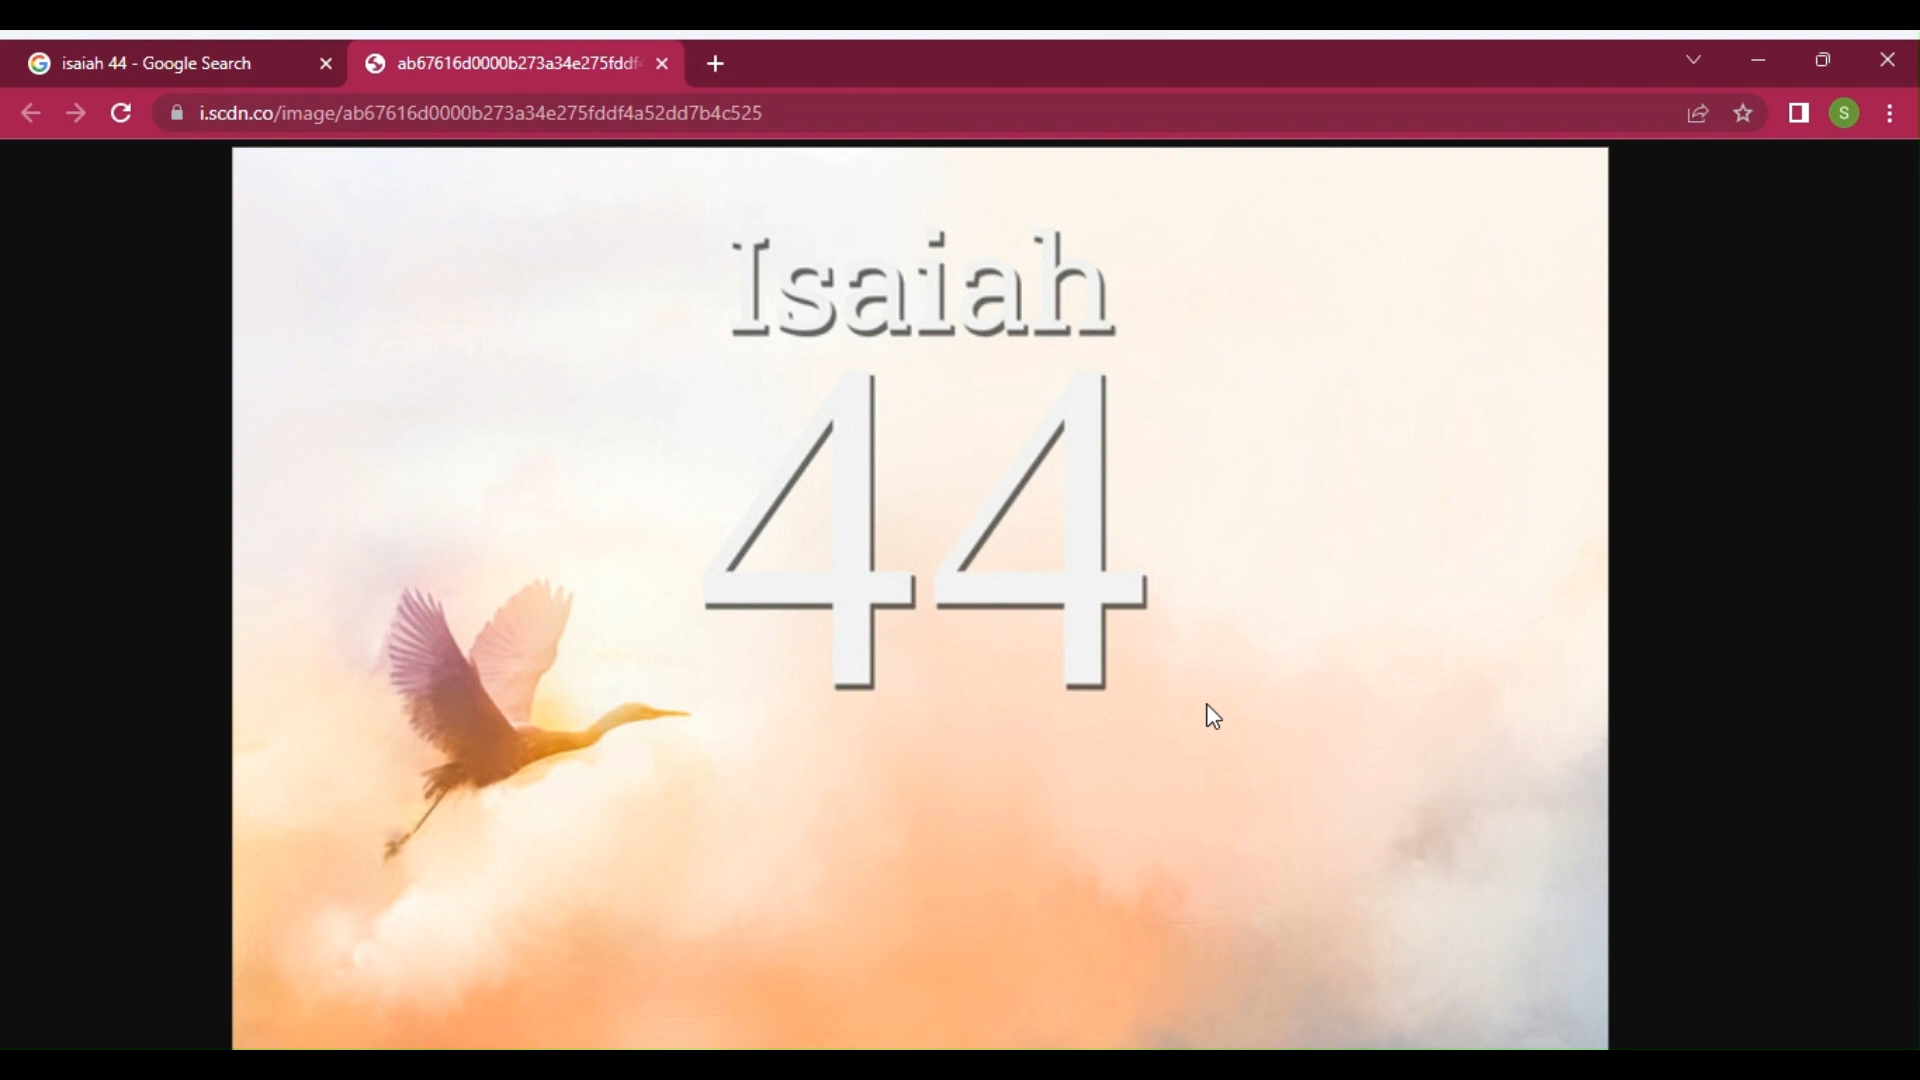 isaiah 44 - Google Search
ab67616d0000b273a34e275fddf
i.scdn.co/image/ab67616d0000b273a34e275fddf4a52dd7b4c525
S
Isaiah
44